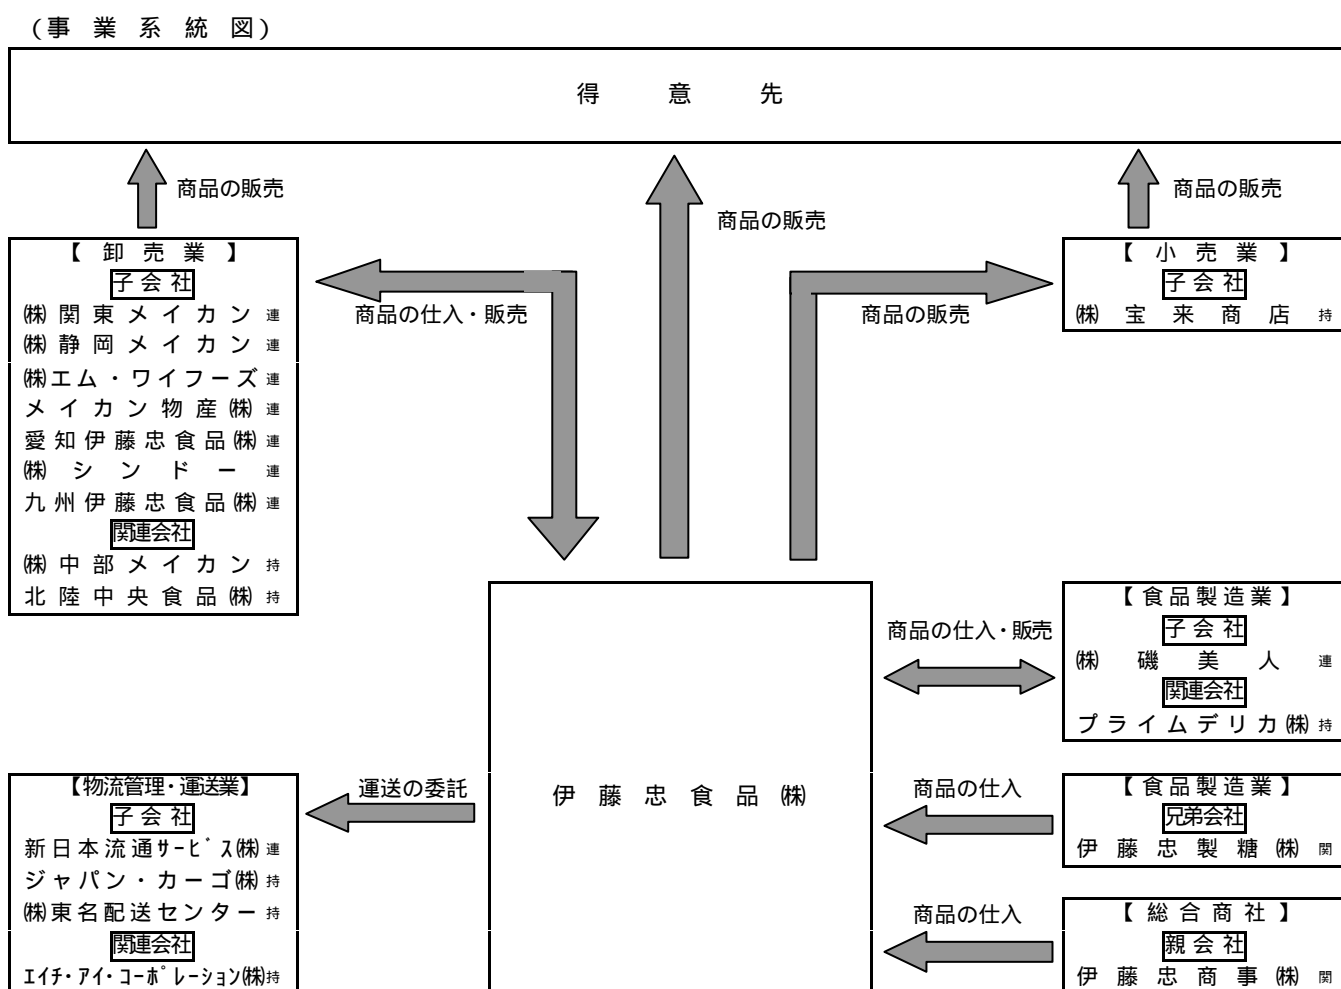 (事業系統図)
得意先
商品の販売
商品の販売
商品の販売
【卸売業】
子会社
㈱関東メイカン 連
㈱静岡メイカン 連
㈱エム・ワイフーズ 連
メイカン物産㈱ 連
愛知伊藤忠食品㈱ 連
㈱シンドー 連
九州伊藤忠食品㈱ 連
関連会社
㈱中部メイカン 持
北陸中央食品㈱ 持
商品の仕入・販売
商品の販売
【小売業】
子会社
㈱宝来商店 持
商品の仕入・販売
【食品製造業】
子会社
㈱磯美人 連
関連会社
プライムデリカ㈱ 持
【物流管理・運送業】
子会社
新日本流通ｻｰﾋﾞｽ㈱ 連
ジャパン・カーゴ㈱ 持
㈱東名配送センター 持
関連会社
ｴｲﾁ・ｱｲ・ｺｰﾎﾟﾚｰｼｮﾝ㈱ 持
運送の委託
伊藤忠食品㈱
商品の仕入
【食品製造業】
兄弟会社
伊藤忠製糖㈱ 関
商品の仕入
【総合商社】
親会社
伊藤忠商事㈱ 関